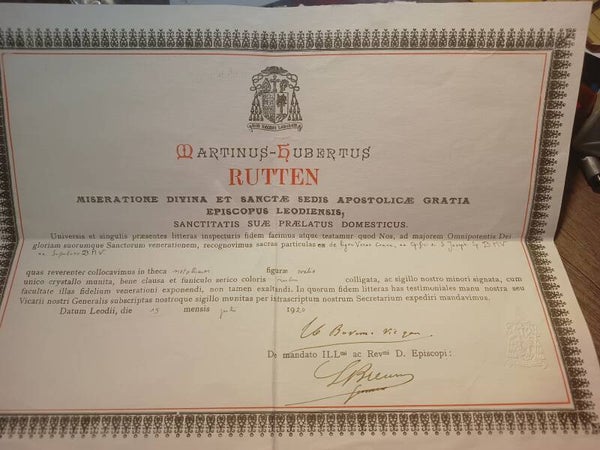 MARTINUS-HUBERTUS
RUTTEN
MISERATIONE DIVINA ET SANCTÆ SEDIS APOSTOLICÆ GRATIA
EPISCOPUS LEODIENSIS,
SANCTITATIS SUÆ PRÆLATUS DOMESTICUS.
Universis et singulis præsentes litteras inspecturis fidem facimus atque testamur quod Nos, ad majorem Omnipotentis Dei
gloriam suorumque Sanctorum venerationem, recognovimus sacras particulas
B.M.V.
quas reverenter collocavimus in theca figuræ ovalis
unico crystallo munita, bene clausa et funiculo serico coloris rubri colligata, ac sigillo nostro minori signata, cum
facultate illas fidelium venerationi exponendi, non tamen exaltandi. In quorum fidem litteras has testimoniales manu nostra seu
Vicarii nostri Generalis subscriptas nostroque sigillo munitas per infrascriptum nostrum Secretarium expediri mandavimus.
Datum Leodii, die 15 mensis 1920
De mandato ILLmi ac Revmi D. Episcopi: